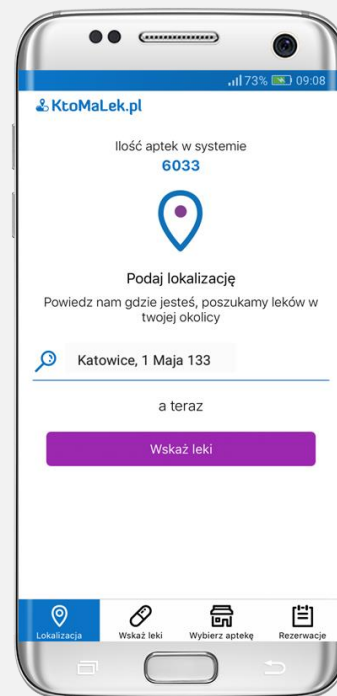 73% 09:08
KtoMaLek.pl
Ilość aptek w systemie
6033
Podaj lokalizację
Powiedz nam gdzie jesteś, poszukamy leków w
twojej okolicy
Katowice, 1 Maja 133
a teraz
Wskaż leki
Lokalizacja Wskaż leki Wybierz aptekę Rezerwacje